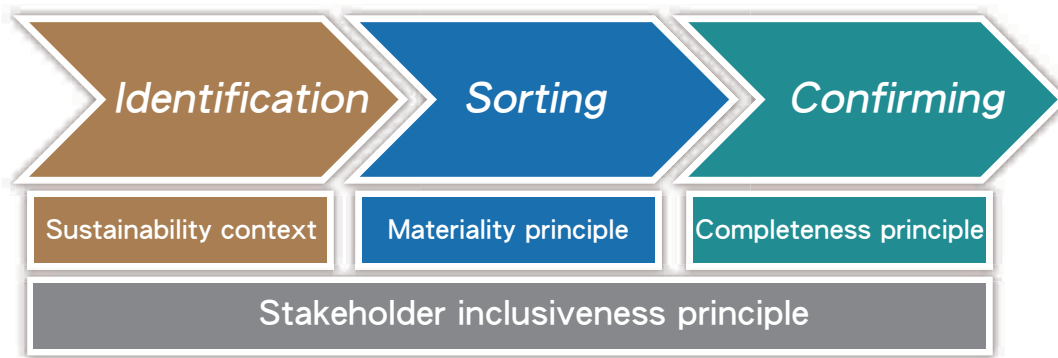 Identification
Sorting
Confirming
Sustainability context
Materiality principle
Completeness principle
Stakeholder inclusiveness principle